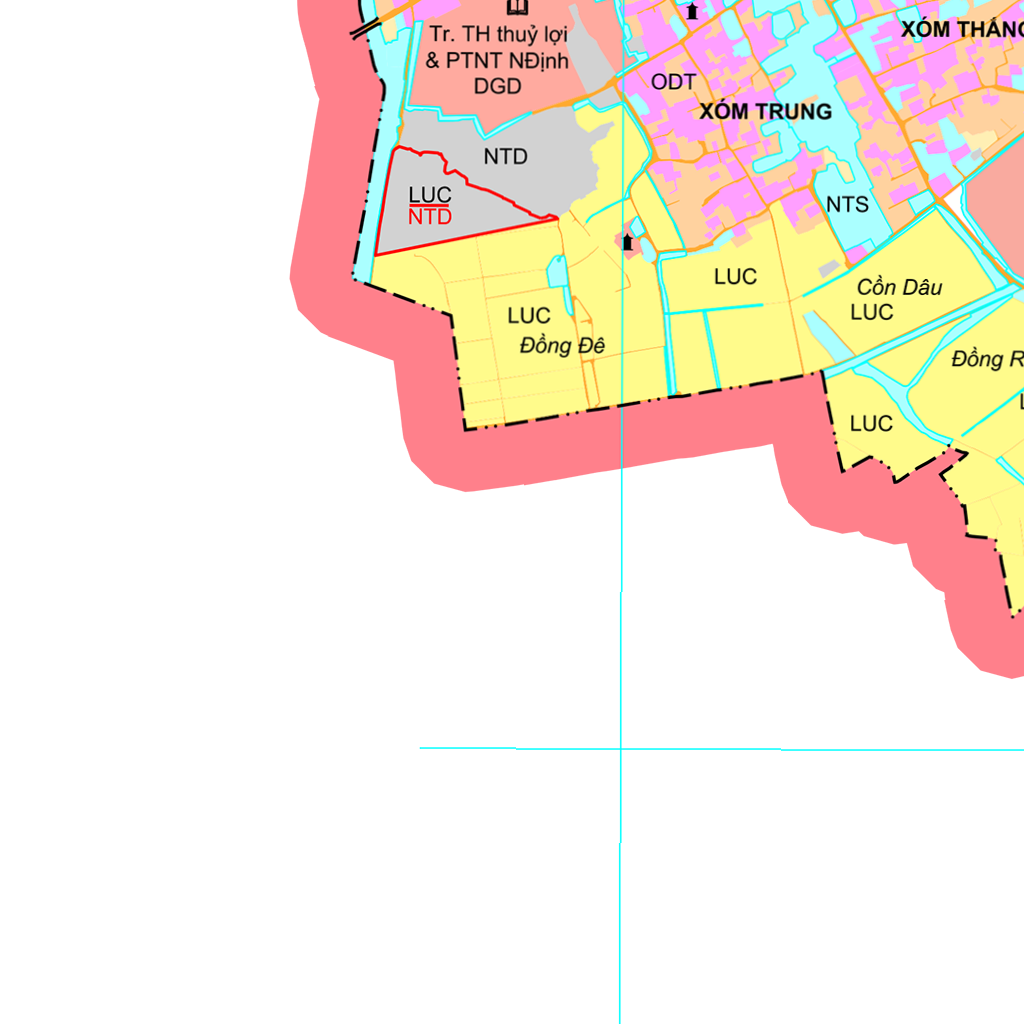 XÓM THẮNG
Tr. TH thuỷ lợi
& PTNT NĐịnh
DGD
ODT
XÓM TRUNG
NTD
LUC
NTD
NTS
LUC
Cồn Dâu
LUC
LUC
Đồng Đê
Đồng R
LUC
L